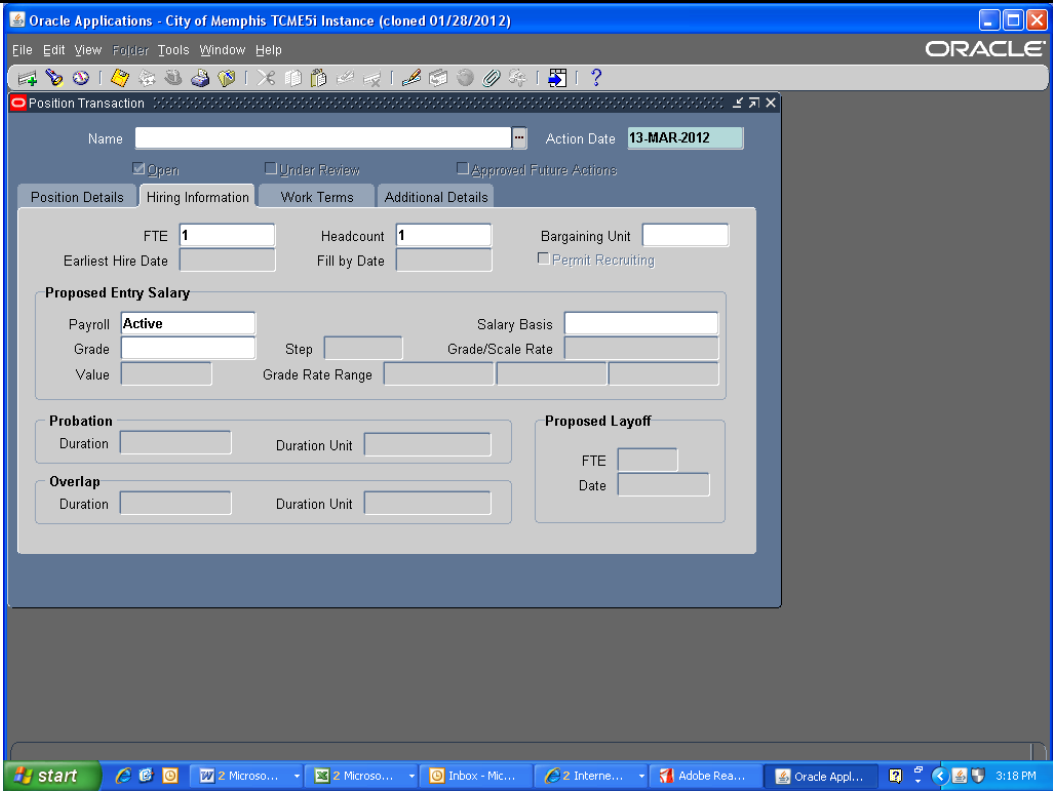 Oracle Applications - City of Memphis TCME5i Instance (cloned 01/28/2012)
File Edit View Folder Tools Window Help
ORACLE
Position Transaction
Name Action Date 13-MAR-2012
Open Under Review Approved Future Actions
Position Details Hiring Information Work Terms Additional Details
FTE 1 Headcount 1 Bargaining Unit
Earliest Hire Date Fill by Date Permit Recruiting
Proposed Entry Salary
Payroll Active Salary Basis
Grade Step Grade/Scale Rate
Value Grade Rate Range
Probation Proposed Layoff
Duration Duration Unit
FTE
Overlap Date
Duration Duration Unit
start 2 Microso... 2 Microso... Inbox - Mic... 2 Interne... Adobe Rea... Oracle Appl... 3:18 PM